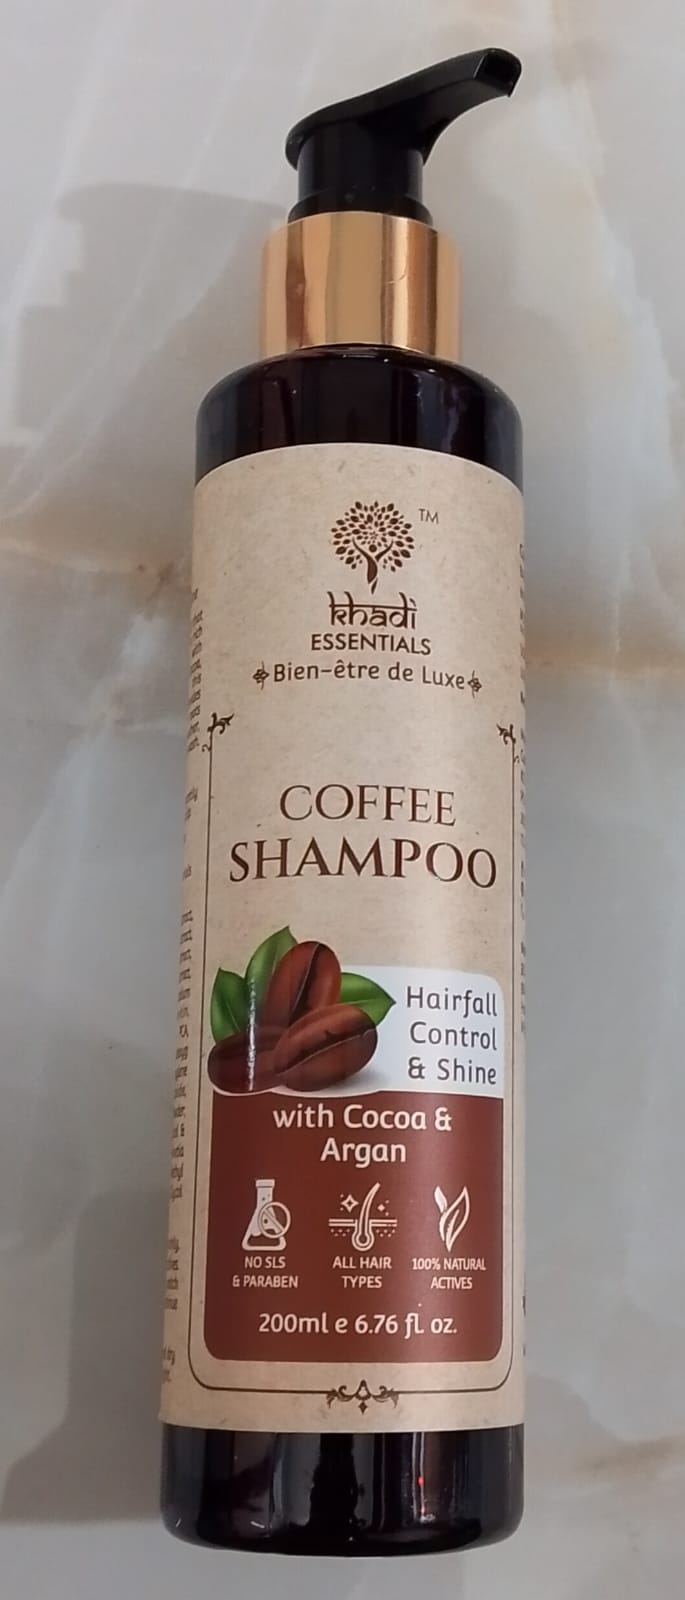 TM
khadi
ESSENTIALS
Bien-être de Luxe
COFFEE
SHAMPOO
Hairfall
Control
& Shine
with Cocoa &
Argan
NO SLS
& PARABEN
ALL HAIR
TYPES
100% NATURAL
ACTIVES
200ml e 6.76 fl. oz.